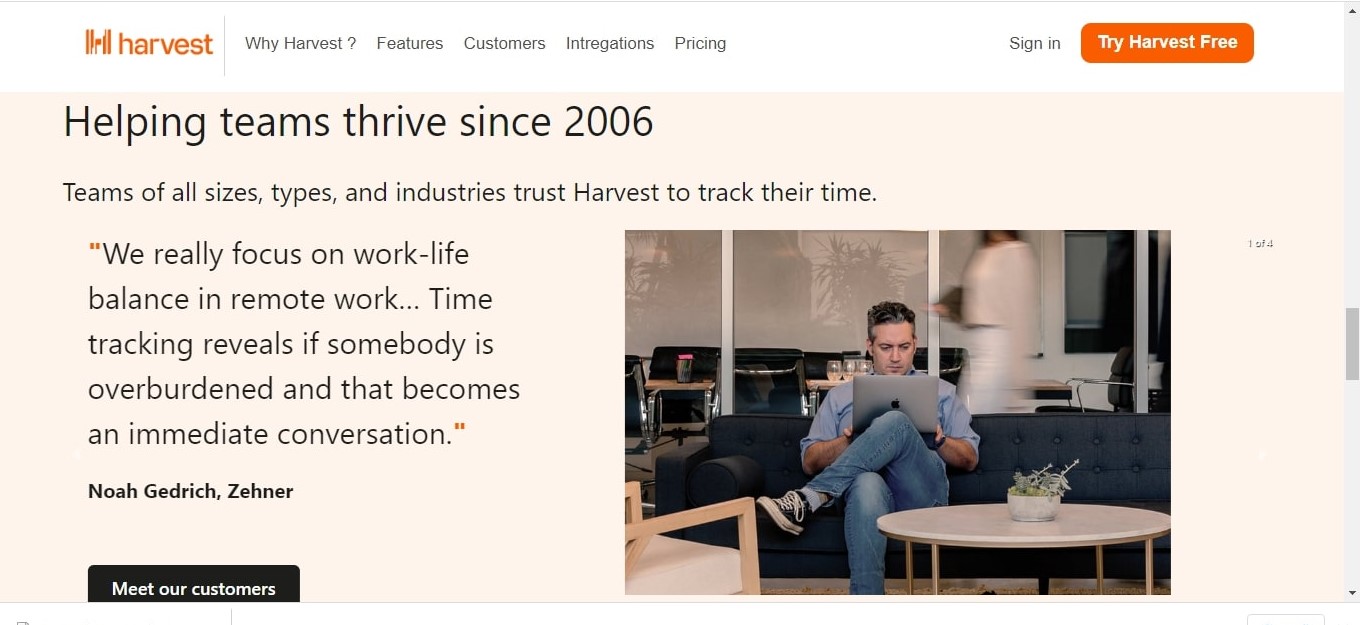 harvest
Why Harvest ? Features Customers Intregations Pricing
Sign in
Try Harvest Free
Helping teams thrive since 2006
Teams of all sizes, types, and industries trust Harvest to track their time.
"We really focus on work-life
balance in remote work... Time
tracking reveals if somebody is
overburdened and that becomes
an immediate conversation."
Noah Gedrich, Zehner
Meet our customers
1 of 4